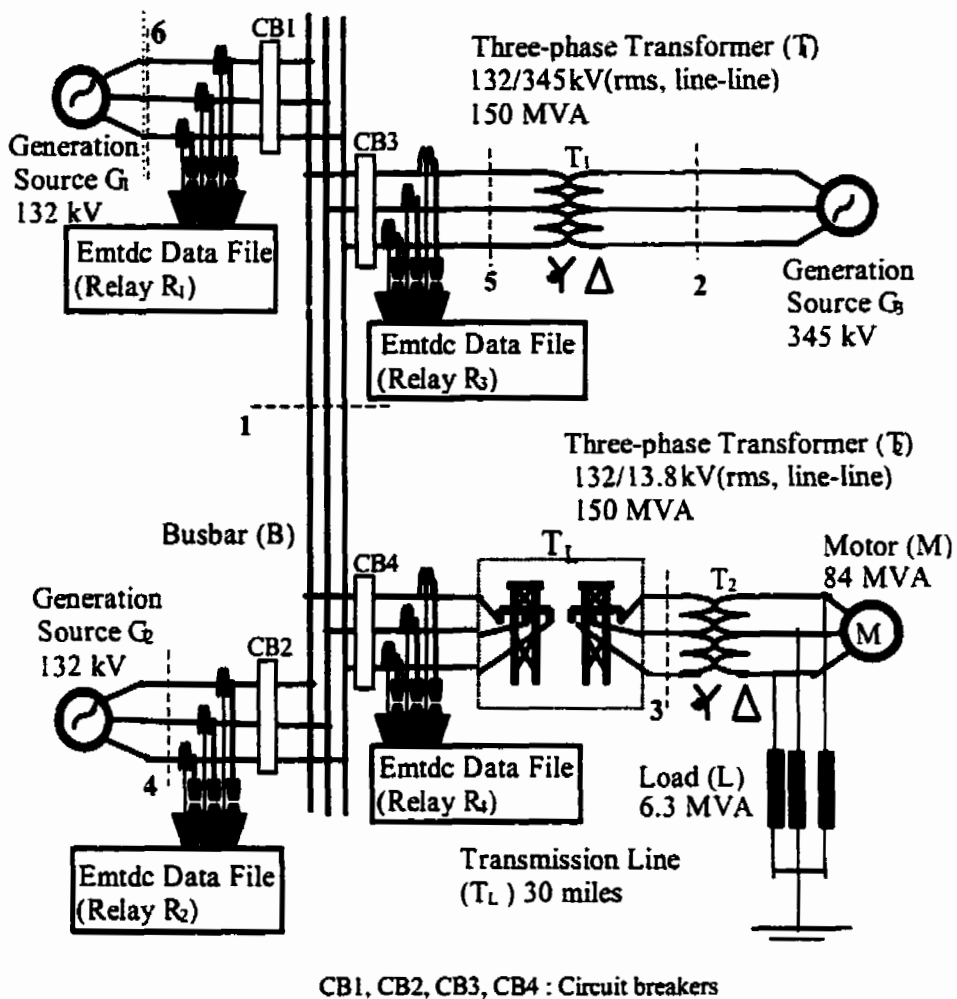 6
CB1
Three-phase Transformer (T₁)
132/345kV(rms, line-line)
150 MVA
Generation
Source G₁
132 kV
CB3
T₁
Emtdc Data File
(Relay R₁)
5
Y Δ
2
Generation
Source G₃
345 kV
Emtdc Data File
(Relay R₃)
1
Three-phase Transformer (T₂)
132/13.8kV(rms, line-line)
150 MVA
Busbar (B)
CB4
T_L
T₂
Motor (M)
84 MVA
M
Generation
Source G₂
132 kV
CB2
3
Y Δ
4
Emtdc Data File
(Relay R₄)
Load (L)
6.3 MVA
Emtdc Data File
(Relay R₂)
Transmission Line
(T_L ) 30 miles
CB1, CB2, CB3, CB4 : Circuit breakers